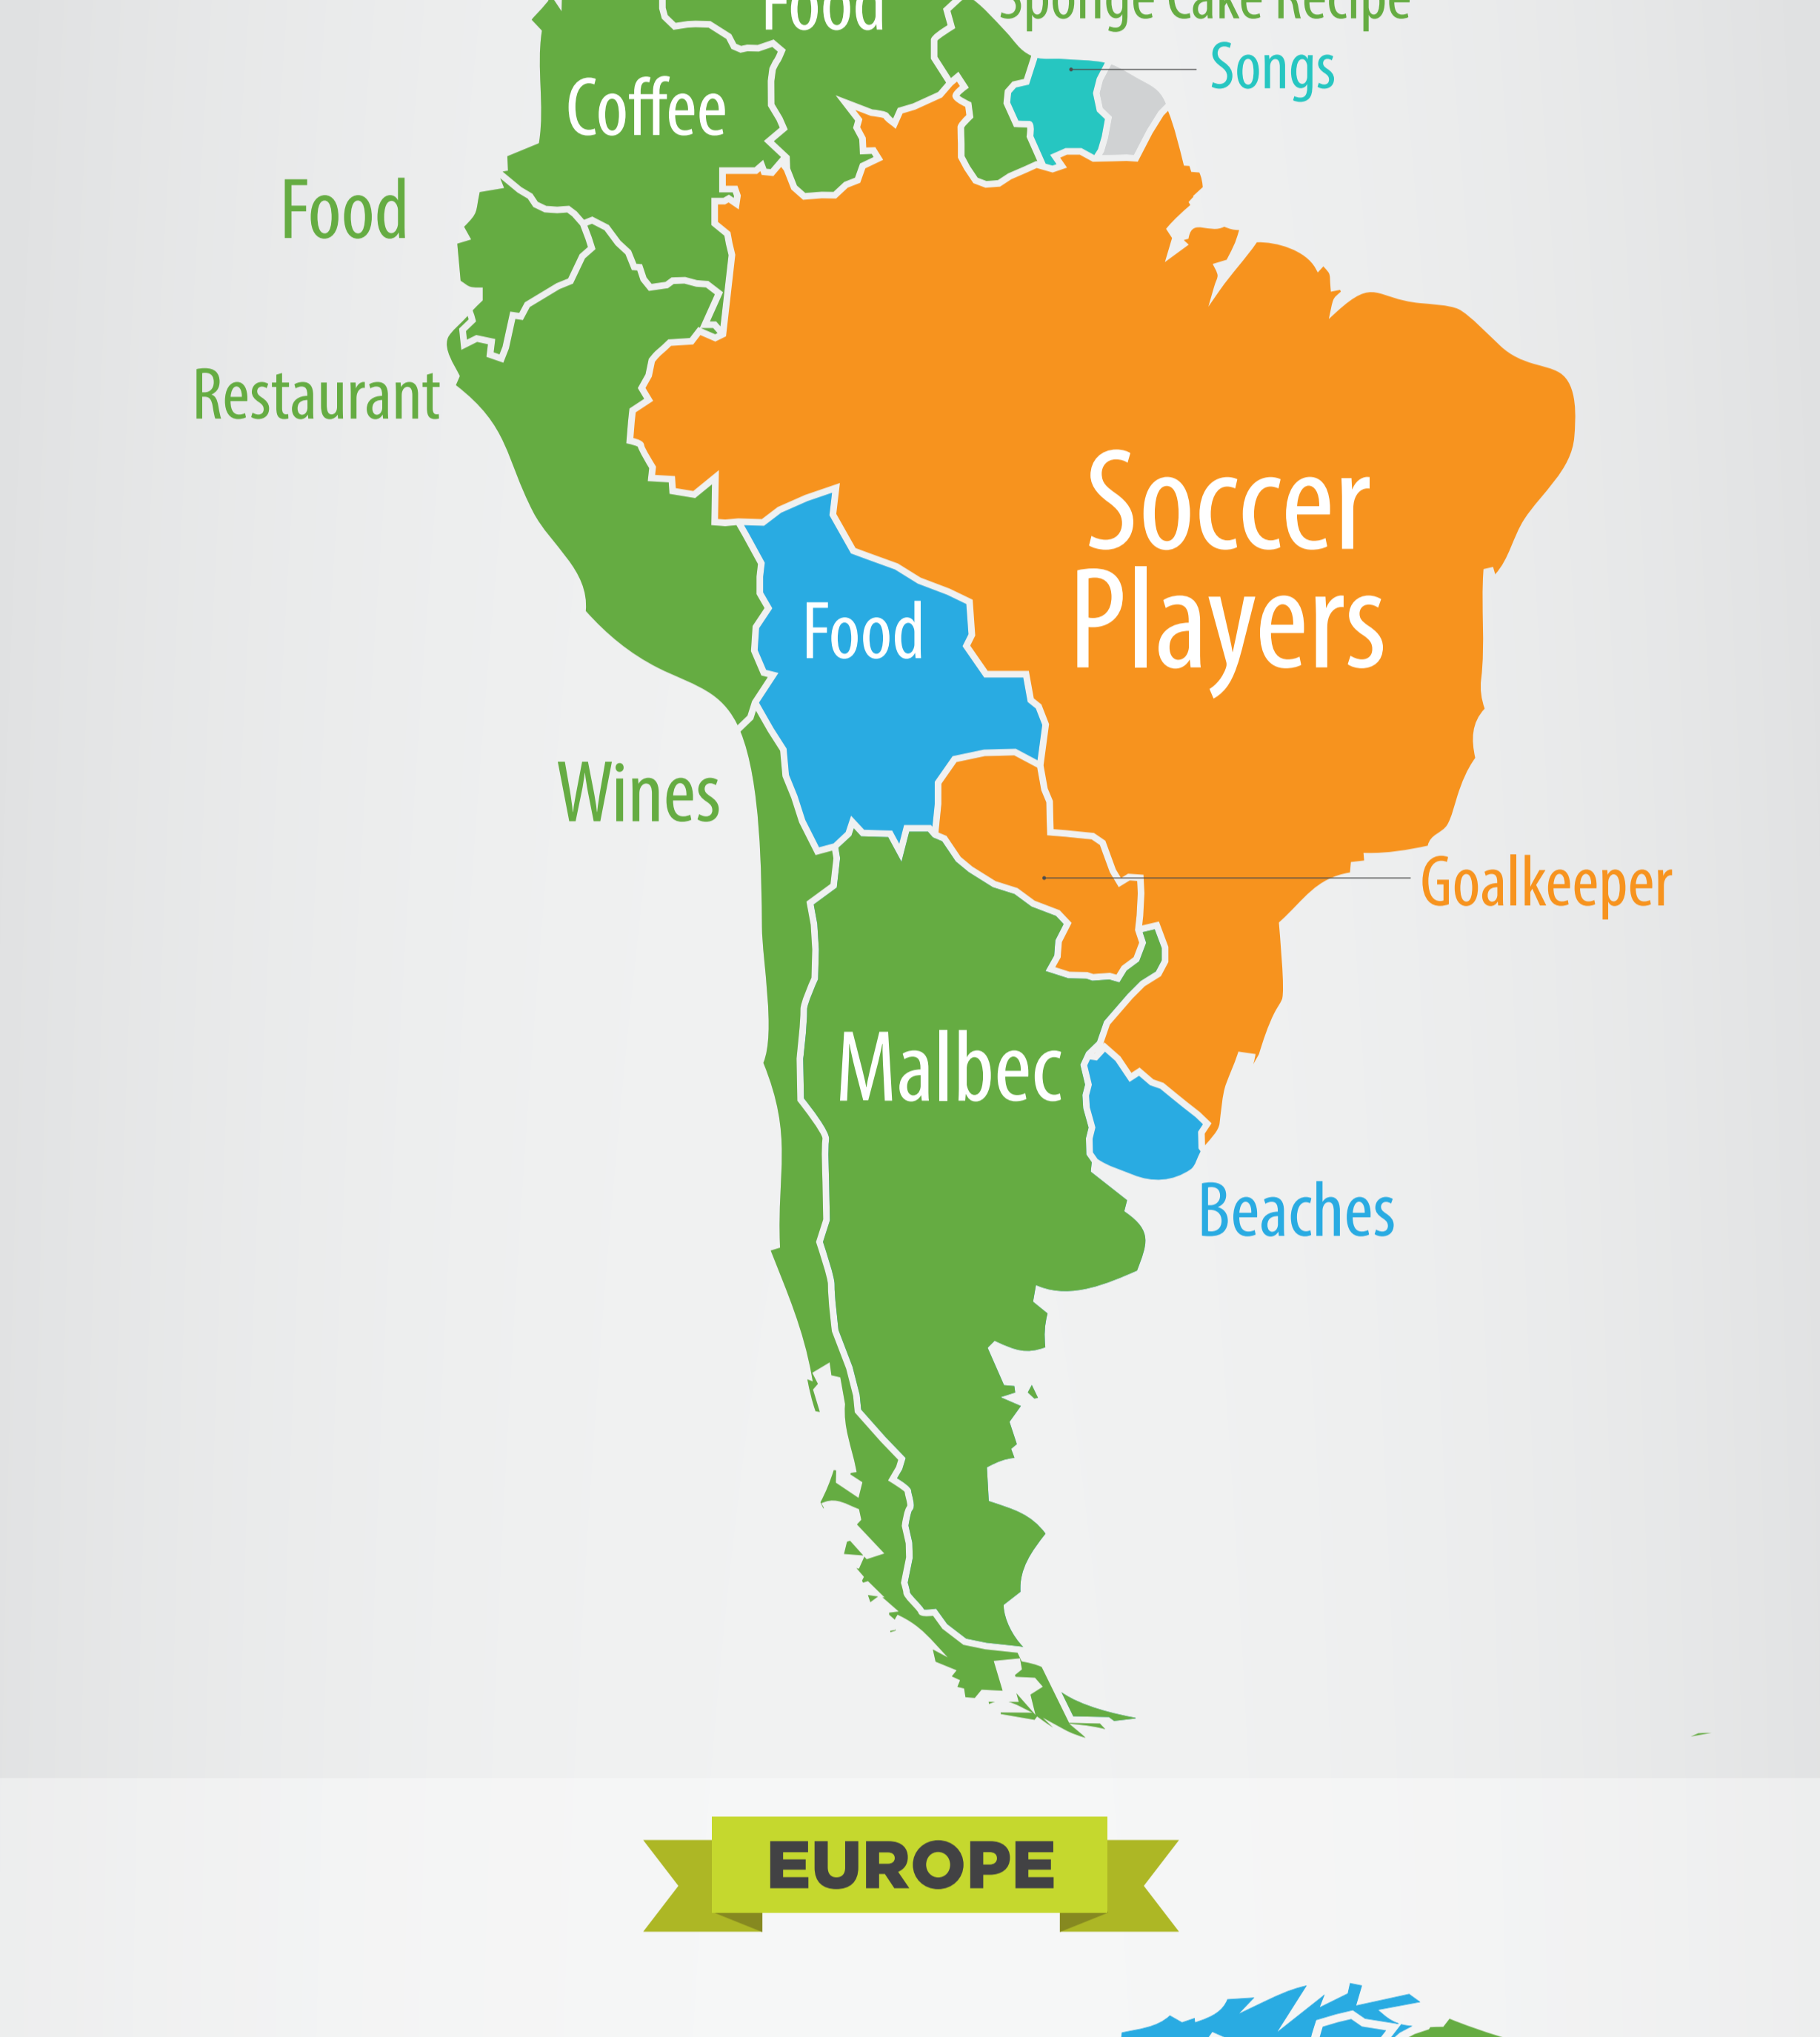 Food
Sponge Cake Recipe
Songs
Coffee
Food
Restaurant
Soccer
Players
Food
Wines
Goalkeeper
Malbec
Beaches
EUROPE